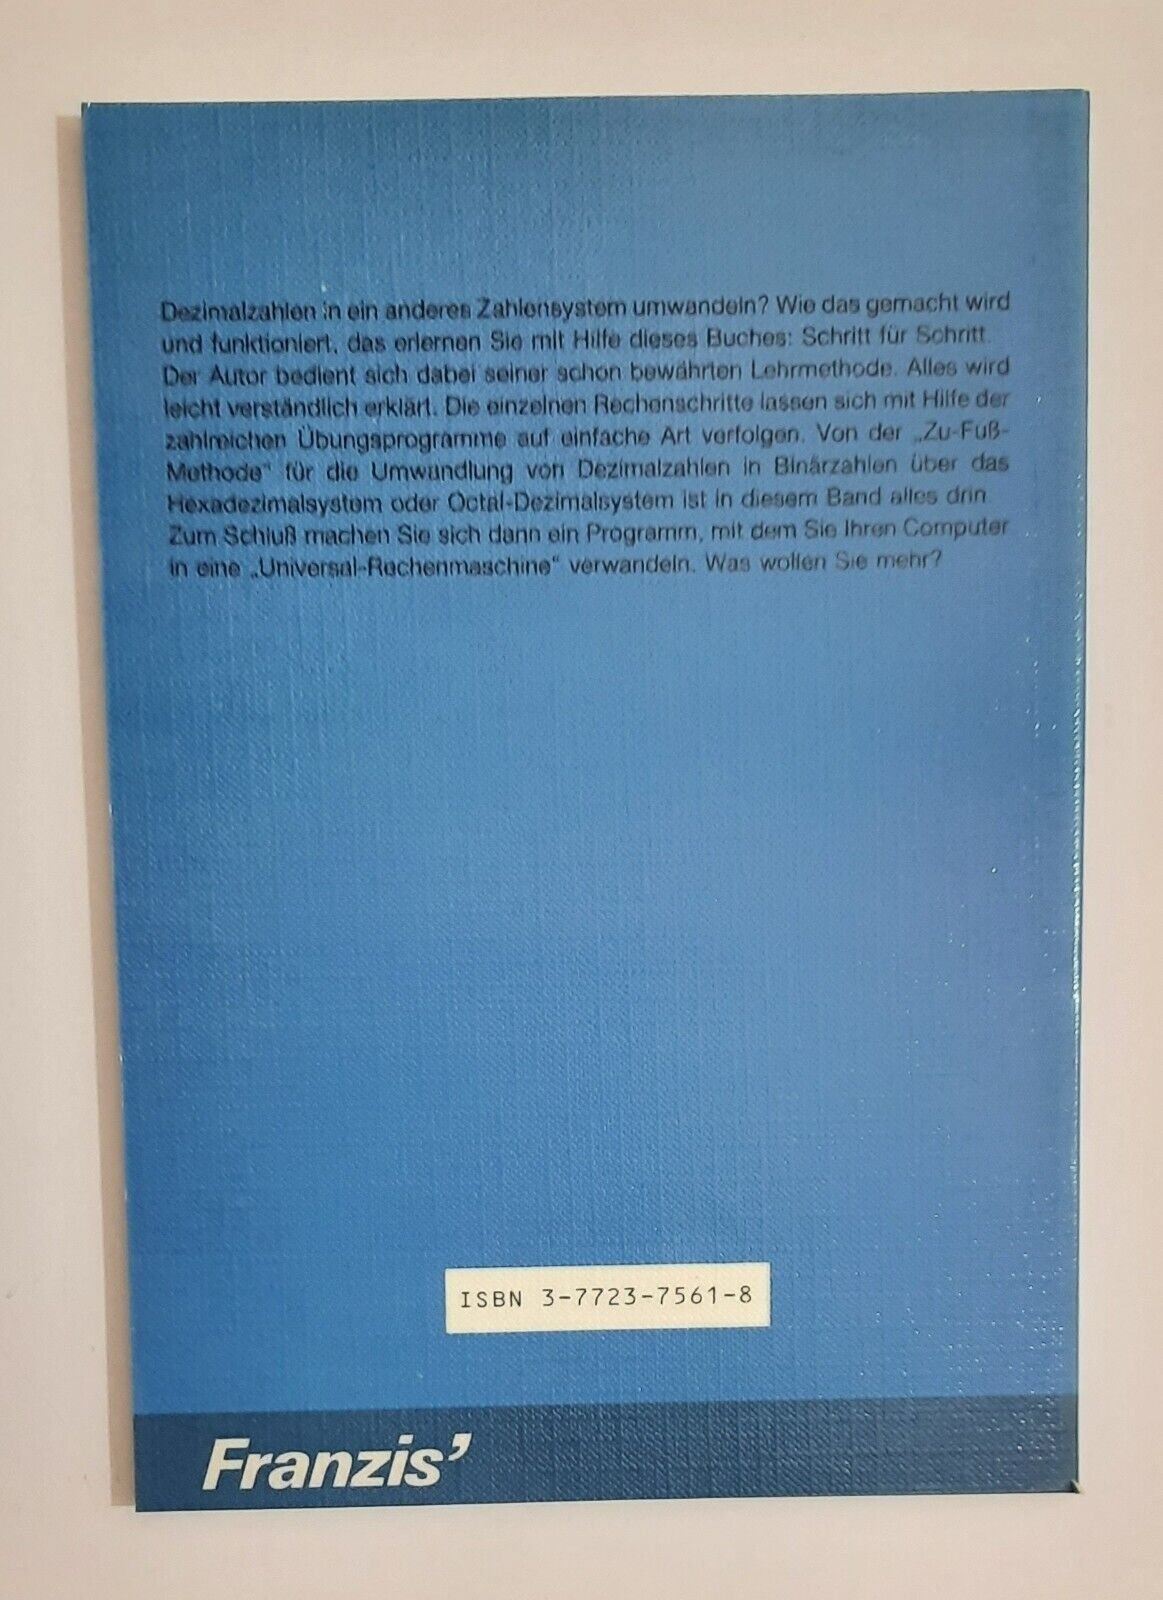 Dezimalzahlen in ein anderes Zahlensystem umwandeln? Wie das gemacht wird
und funktioniert, das erlernen Sie mit Hilfe dieses Buches: Schritt für Schritt.
Der Autor bedient sich dabei seiner schon bewährten Lehrmethode. Alles wird
leicht verständlich erklärt. Die einzelnen Rechenschritte lassen sich mit Hilfe der
zahlreichen Übungsprogramme auf einfache Art verfolgen. Von der „Zu-Fuß-
Methode“ für die Umwandlung von Dezimalzahlen in Binärzahlen über das
Hexadezimalsystem oder Octal-Dezimalsystem ist in diesem Band alles drin.
Zum Schluß machen Sie sich dann ein Programm, mit dem Sie Ihren Computer
in eine „Universal-Rechenmaschine“ verwandeln. Was wollen Sie mehr?
ISBN 3-7723-7561-8
Franzis’